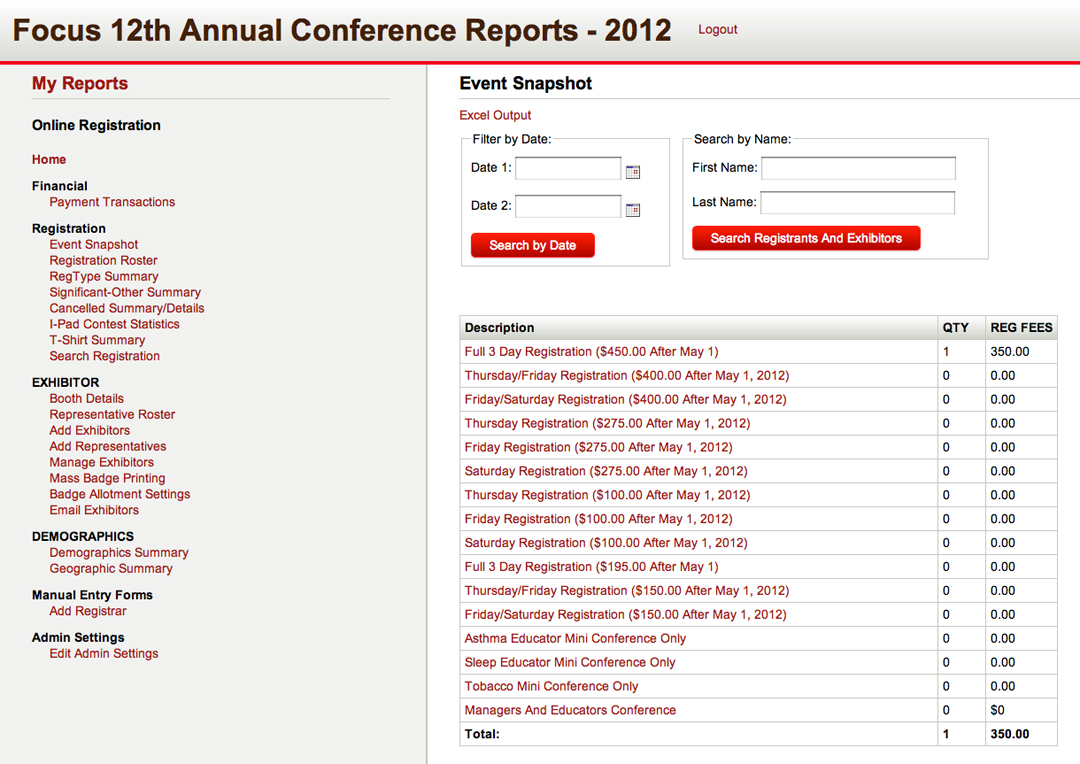 Focus 12th Annual Conference Reports - 2012 Logout
My Reports
Online Registration
Home
Financial
Payment Transactions
Registration
Event Snapshot
Registration Roster
RegType Summary
Significant-Other Summary
Cancelled Summary/Details
I-Pad Contest Statistics
T-Shirt Summary
Search Registration
EXHIBITOR
Booth Details
Representative Roster
Add Exhibitors
Add Representatives
Manage Exhibitors
Mass Badge Printing
Badge Allotment Settings
Email Exhibitors
DEMOGRAPHICS
Demographics Summary
Geographic Summary
Manual Entry Forms
Add Registrar
Admin Settings
Edit Admin Settings
Event Snapshot
Excel Output
Filter by Date:
Date 1:
Date 2:
Search by Date
Search by Name:
First Name:
Last Name:
Search Registrants And Exhibitors
Description QTY REG FEES
Full 3 Day Registration ($450.00 After May 1) 1 350.00
Thursday/Friday Registration ($400.00 After May 1, 2012) 0 0.00
Friday/Saturday Registration ($400.00 After May 1, 2012) 0 0.00
Thursday Registration ($275.00 After May 1, 2012) 0 0.00
Friday Registration ($275.00 After May 1, 2012) 0 0.00
Saturday Registration ($275.00 After May 1, 2012) 0 0.00
Thursday Registration ($100.00 After May 1, 2012) 0 0.00
Friday Registration ($100.00 After May 1, 2012) 0 0.00
Saturday Registration ($100.00 After May 1, 2012) 0 0.00
Full 3 Day Registration ($195.00 After May 1) 0 0.00
Thursday/Friday Registration ($150.00 After May 1, 2012) 0 0.00
Friday/Saturday Registration ($150.00 After May 1, 2012) 0 0.00
Asthma Educator Mini Conference Only 0 0.00
Sleep Educator Mini Conference Only 0 0.00
Tobacco Mini Conference Only 0 0.00
Managers And Educators Conference 0 $0
Total: 1 350.00